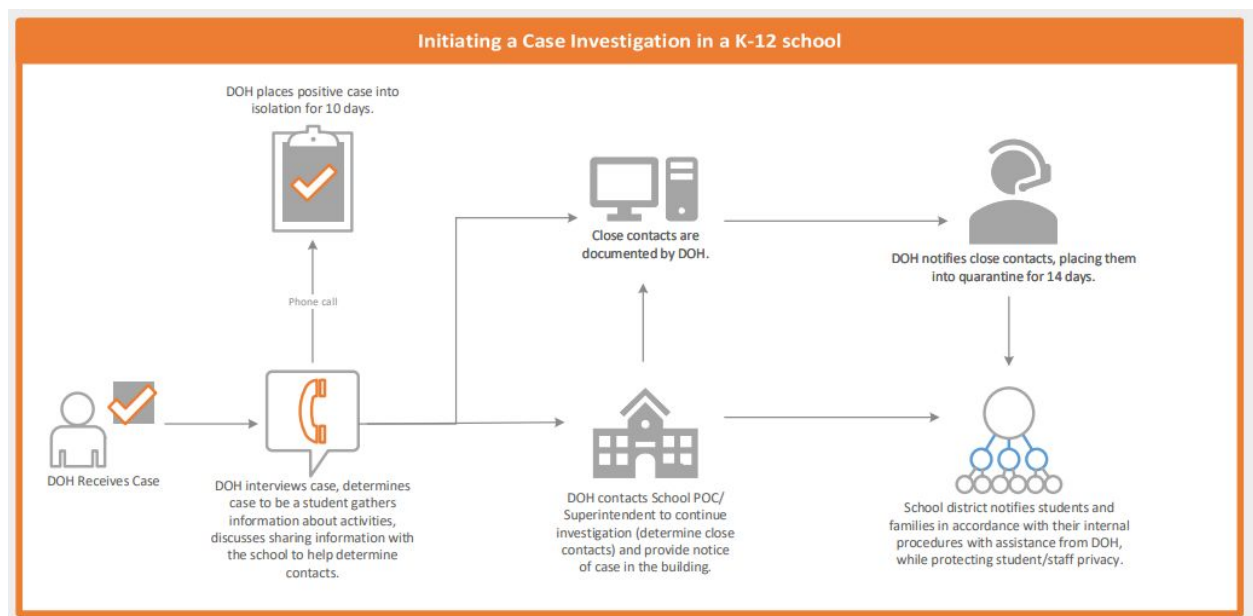 Initiating a Case Investigation in a K-12 school
DOH places positive case into
isolation for 10 days.
Close contacts are
documented by DOH.
DOH notifies close contacts, placing them
into quarantine for 14 days.
Phone call
DOH Receives Case
DOH interviews case, determines
case to be a student gathers
information about activities,
discusses sharing information with
the school to help determine
contacts.
DOH contacts School POC/
Superintendent to continue
investigation (determine close
contacts) and provide notice
of case in the building.
School district notifies students and
families in accordance with their internal
procedures with assistance from DOH,
while protecting student/staff privacy.